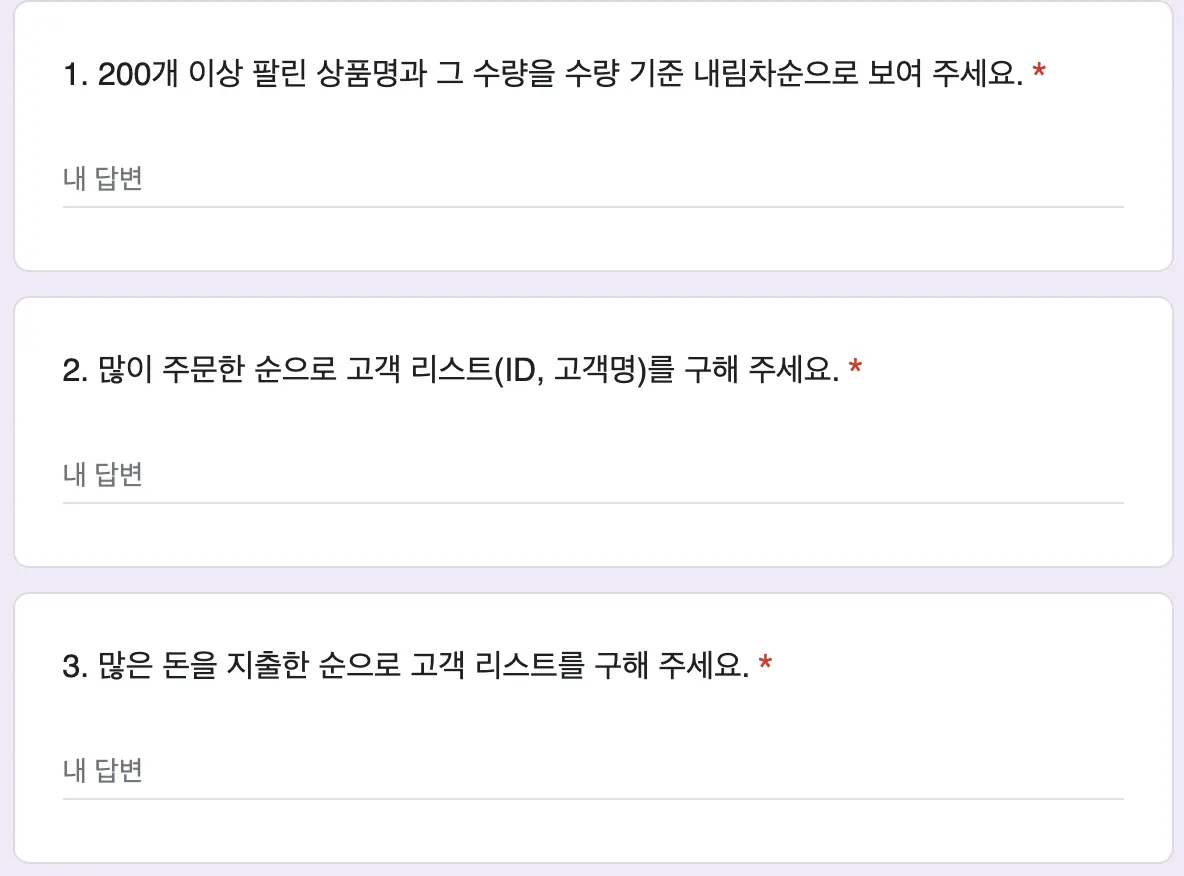 1. 200개 이상 팔린 상품명과 그 수량을 수량 기준 내림차순으로 보여 주세요. *
내 답변
2. 많이 주문한 순으로 고객 리스트(ID, 고객명)를 구해 주세요. *
내 답변
3. 많은 돈을 지출한 순으로 고객 리스트를 구해 주세요. *
내 답변